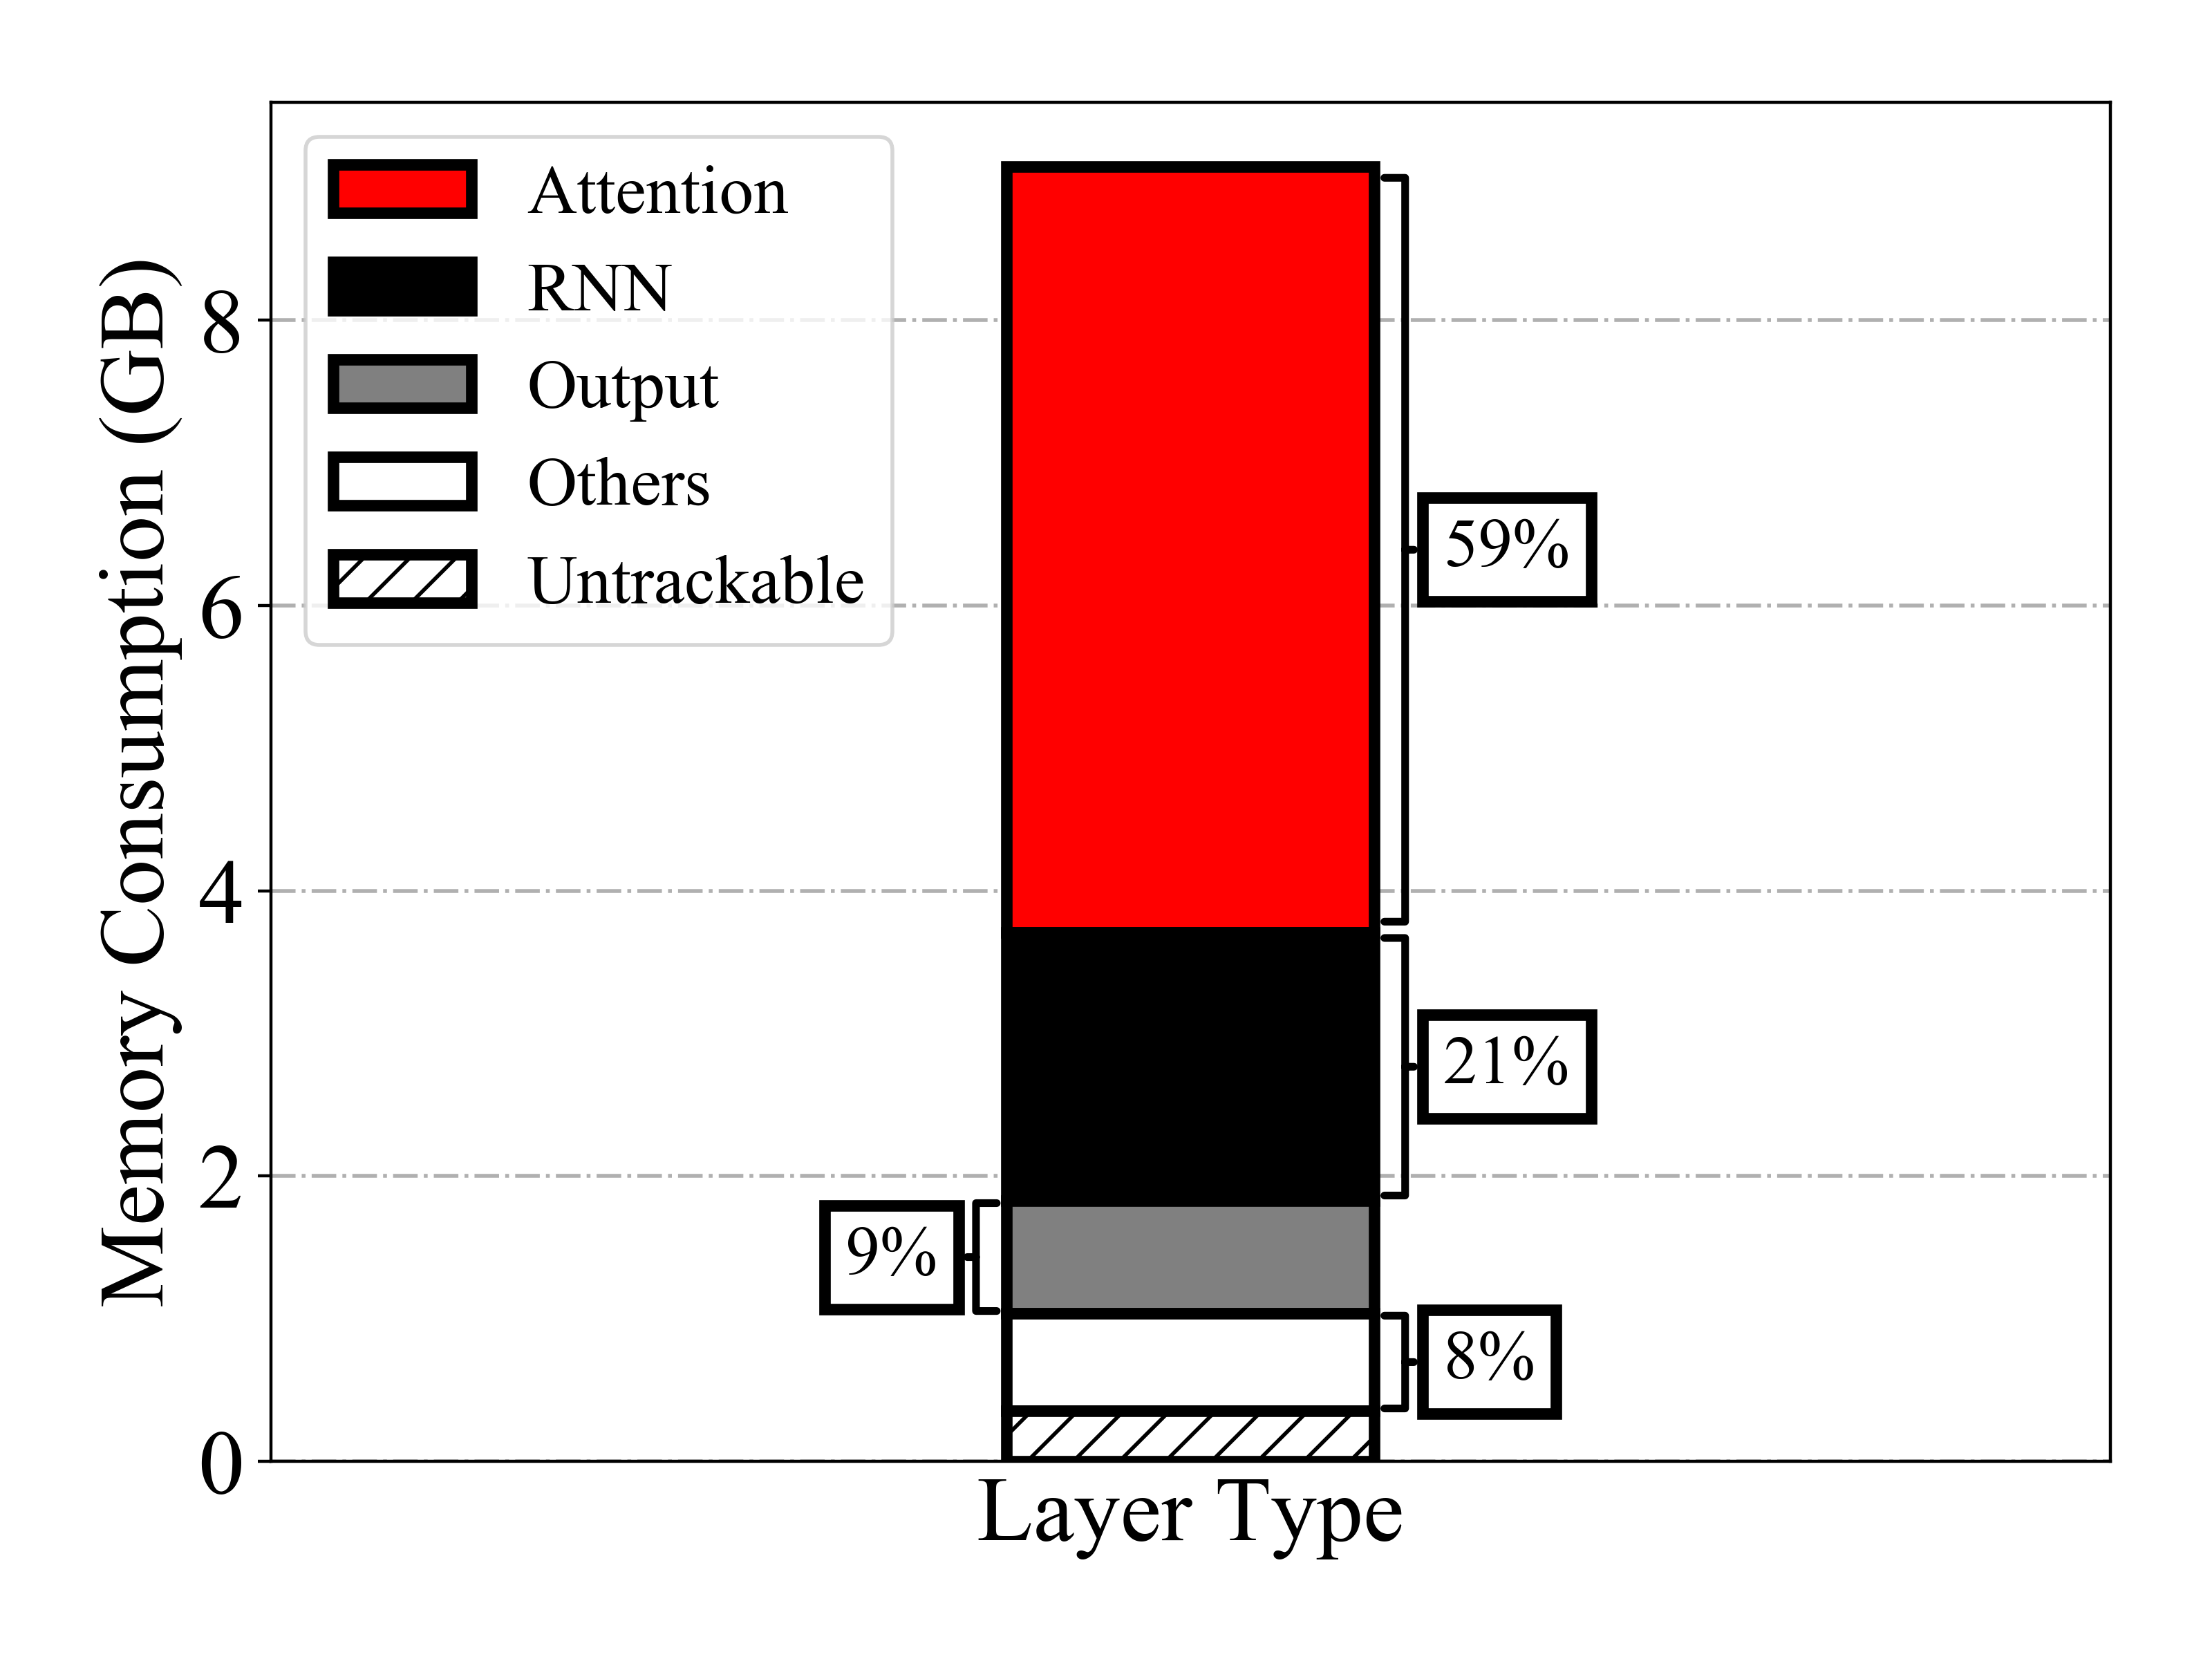 Attention
RNN
Output
Others
Untrackable
Memory Consumption (GB)
8
6
4
2
0
59%
21%
9%
8%
Layer Type